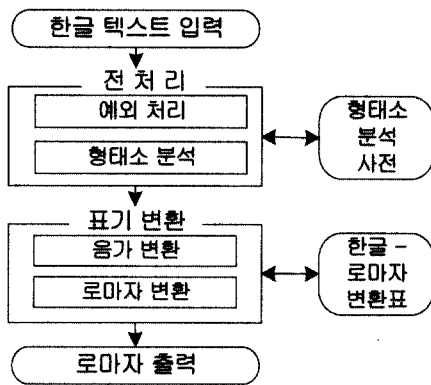 한글 텍스트 입력
전 처 리
예외 처리
형태소 분석
형태소
분석
사전
표기 변환
음가 변환
로마자 변환
한글 –
로마자
변환표
로마자 출력